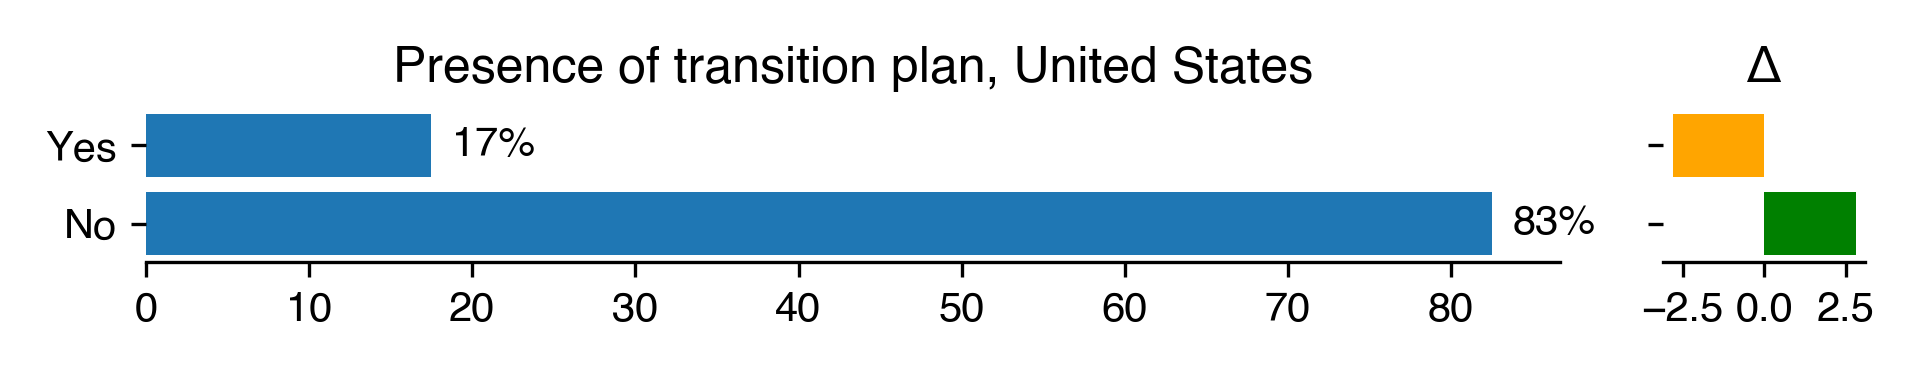 Presence of transition plan, United States Δ
Yes 17%
No 83%
0 10 20 30 40 50 60 70 80 −2.5 0.0 2.5